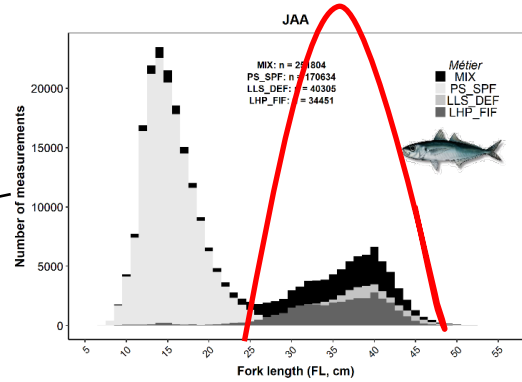 JAA
MIX: n =
PS_SPF: n = 170634
LLS_DEF: n = 40305
LHP_FIF: n = 34451
Métier
MIX
PS_SPF
LLS_DEF
LHP_FIF
Number of measurements
20000
15000
10000
5000
0
5 10 15 20 25 30 35 40 45 50 55
Fork length (FL, cm)